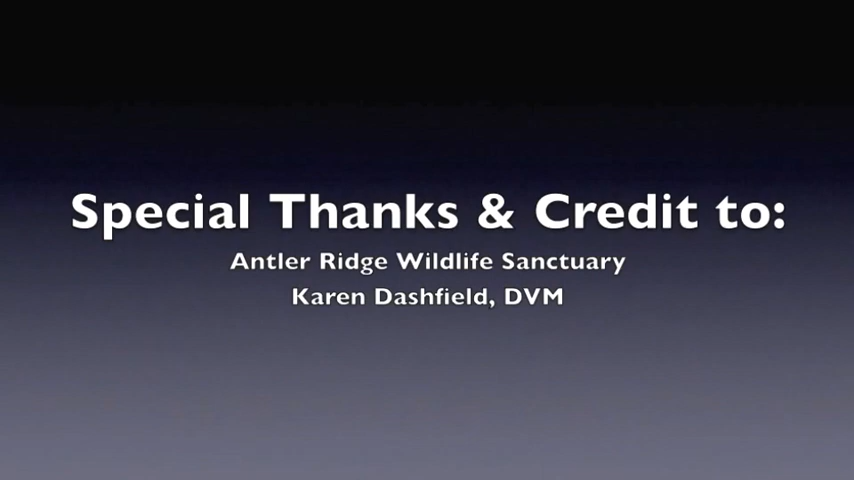 Special Thanks & Credit to:
Antler Ridge Wildlife Sanctuary
Karen Dashfield, DVM